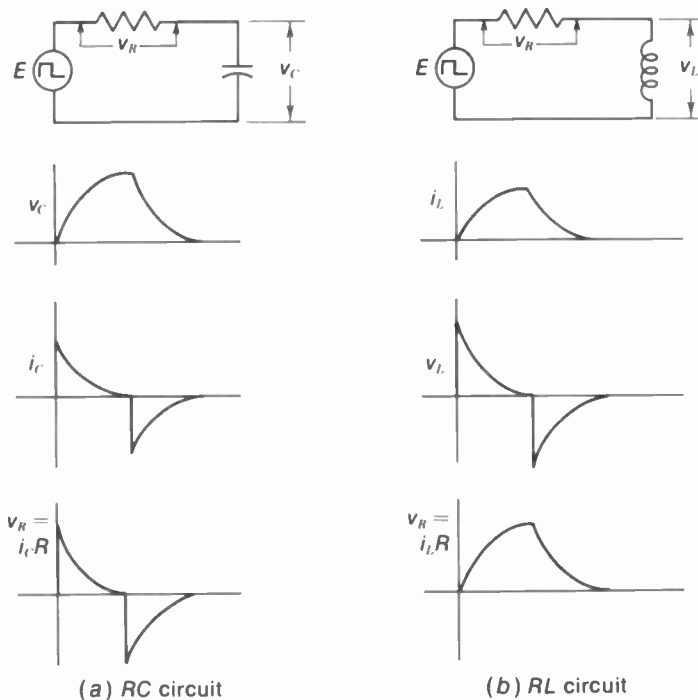 v_R
E
v_C
v_R
E
v_L
v_C
i_L
i_C
v_L
v_R =
i_C R
v_R =
i_L R
(a) RC circuit
(b) RL circuit